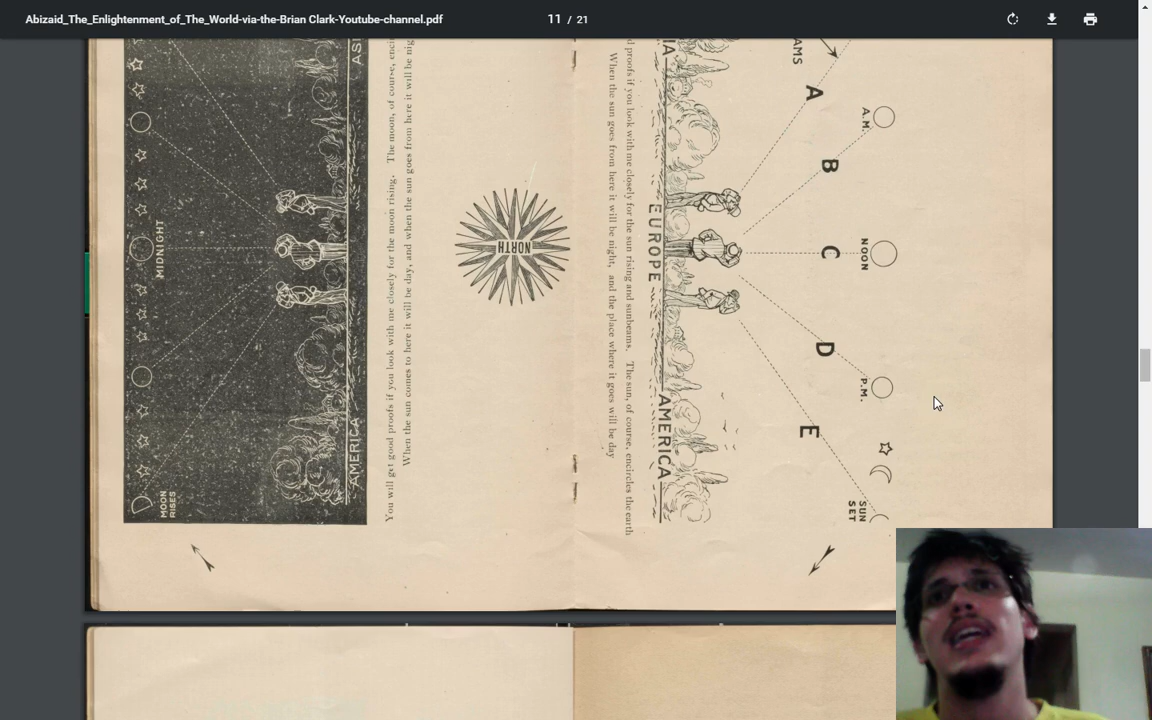 Abizaid_The_Enlightenment_of_The_World-via-the-Brian Clark-Youtube-channel.pdf
11 / 21
ASI
MIDNIGHT
MOON
RISES
AMERICA
You will get good proofs if you look with me closely for the moon rising. The moon, of course,
When the sun comes to here it will be day, and when the sun goes from here it will be
NORTH
proofs if you look with me closely for the sun rising and sunbeams. The sun, of course, encircles the earth
When the sun goes from here it will be night, and the place where it goes will be day
IA
EUROPE
AMERICA
AMS
A
B
C
D
E
A.M.
NOON
P.M.
SUN
SET